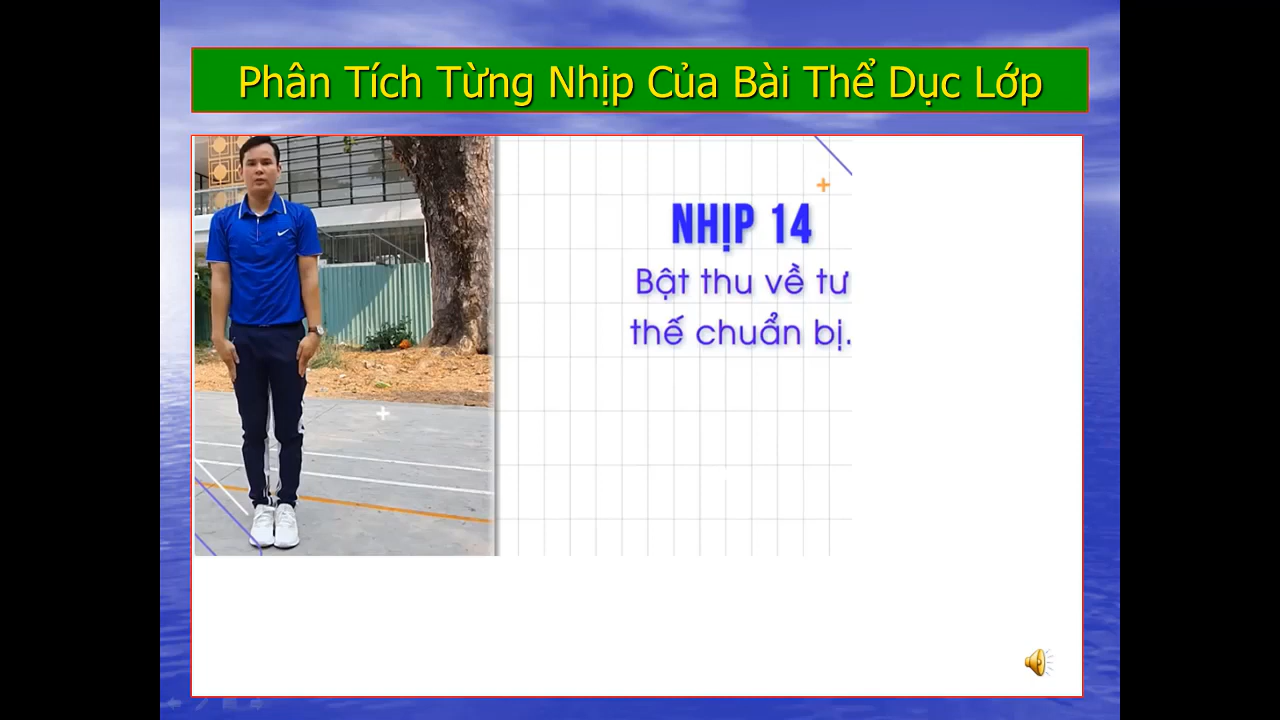 Phân Tích Từng Nhịp Của Bài Thể Dục Lớp
NHỊP 14
Bật thu về tư
thế chuẩn bị.